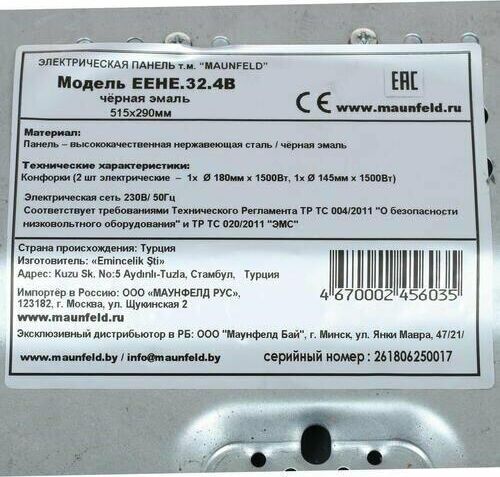 ЭЛЕКТРИЧЕСКАЯ ПАНЕЛЬ т.м. "MAUNFELD"
Модель EEHE.32.4B
чёрная эмаль
515x290мм
EAC
CE www.maunfeld.ru
Материал:
Панель – высококачественная нержавеющая сталь / чёрная эмаль
Технические характеристики:
Конфорки (2 шт электрические – 1x Ø 180мм x 1500Вт, 1x Ø 145мм x 1500Вт)
Электрическая сеть 230В/ 50Гц
Соответствует требованиями Технического Регламента ТР ТС 004/2011 "О безопасности
низковольтного оборудования" и ТР ТС 020/2011 "ЭМС"
Страна происхождения: Турция
Изготовитель: «Emincelik Şti»
Адрес: Kuzu Sk. No:5 Aydınlı-Tuzla, Стамбул, Турция
Импортёр в Россию: ООО «МАУНФЕЛД РУС»,
123182, г. Москва, ул. Щукинская 2
www.maunfeld.ru
4 670002 456035
Эксклюзивный дистрибьютор в РБ: ООО "Маунфелд Бай", г. Минск, ул. Янки Мавра, 47/21/
www.maunfeld.by / info@maunfeld.by
серийный номер : 261806250017